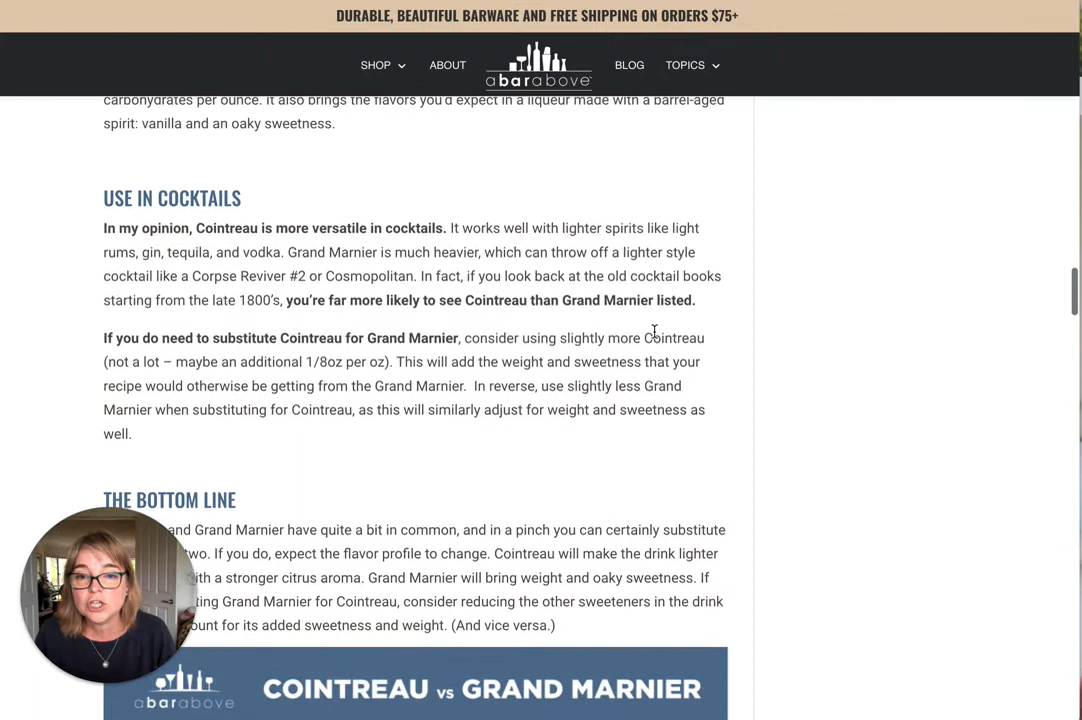 DURABLE, BEAUTIFUL BARWARE AND FREE SHIPPING ON ORDERS $75+
SHOP ABOUT abarabove BLOG TOPICS
carbonydrates per ounce. It also brings the flavors you'd expect in a liqueur made with a barrel-aged
spirit: vanilla and an oaky sweetness.
USE IN COCKTAILS
In my opinion, Cointreau is more versatile in cocktails. It works well with lighter spirits like light
rums, gin, tequila, and vodka. Grand Marnier is much heavier, which can throw off a lighter style
cocktail like a Corpse Reviver #2 or Cosmopolitan. In fact, if you look back at the old cocktail books
starting from the late 1800's, you're far more likely to see Cointreau than Grand Marnier listed.
If you do need to substitute Cointreau for Grand Marnier, consider using slightly more Cointreau
(not a lot – maybe an additional 1/8oz per oz). This will add the weight and sweetness that your
recipe would otherwise be getting from the Grand Marnier. In reverse, use slightly less Grand
Marnier when substituting for Cointreau, as this will similarly adjust for weight and sweetness as
well.
THE BOTTOM LINE
and Grand Marnier have quite a bit in common, and in a pinch you can certainly substitute
two. If you do, expect the flavor profile to change. Cointreau will make the drink lighter
with a stronger citrus aroma. Grand Marnier will bring weight and oaky sweetness. If
Grand Marnier for Cointreau, consider reducing the other sweeteners in the drink
for its added sweetness and weight. (And vice versa.)
abarabove COINTREAU VS GRAND MARNIER